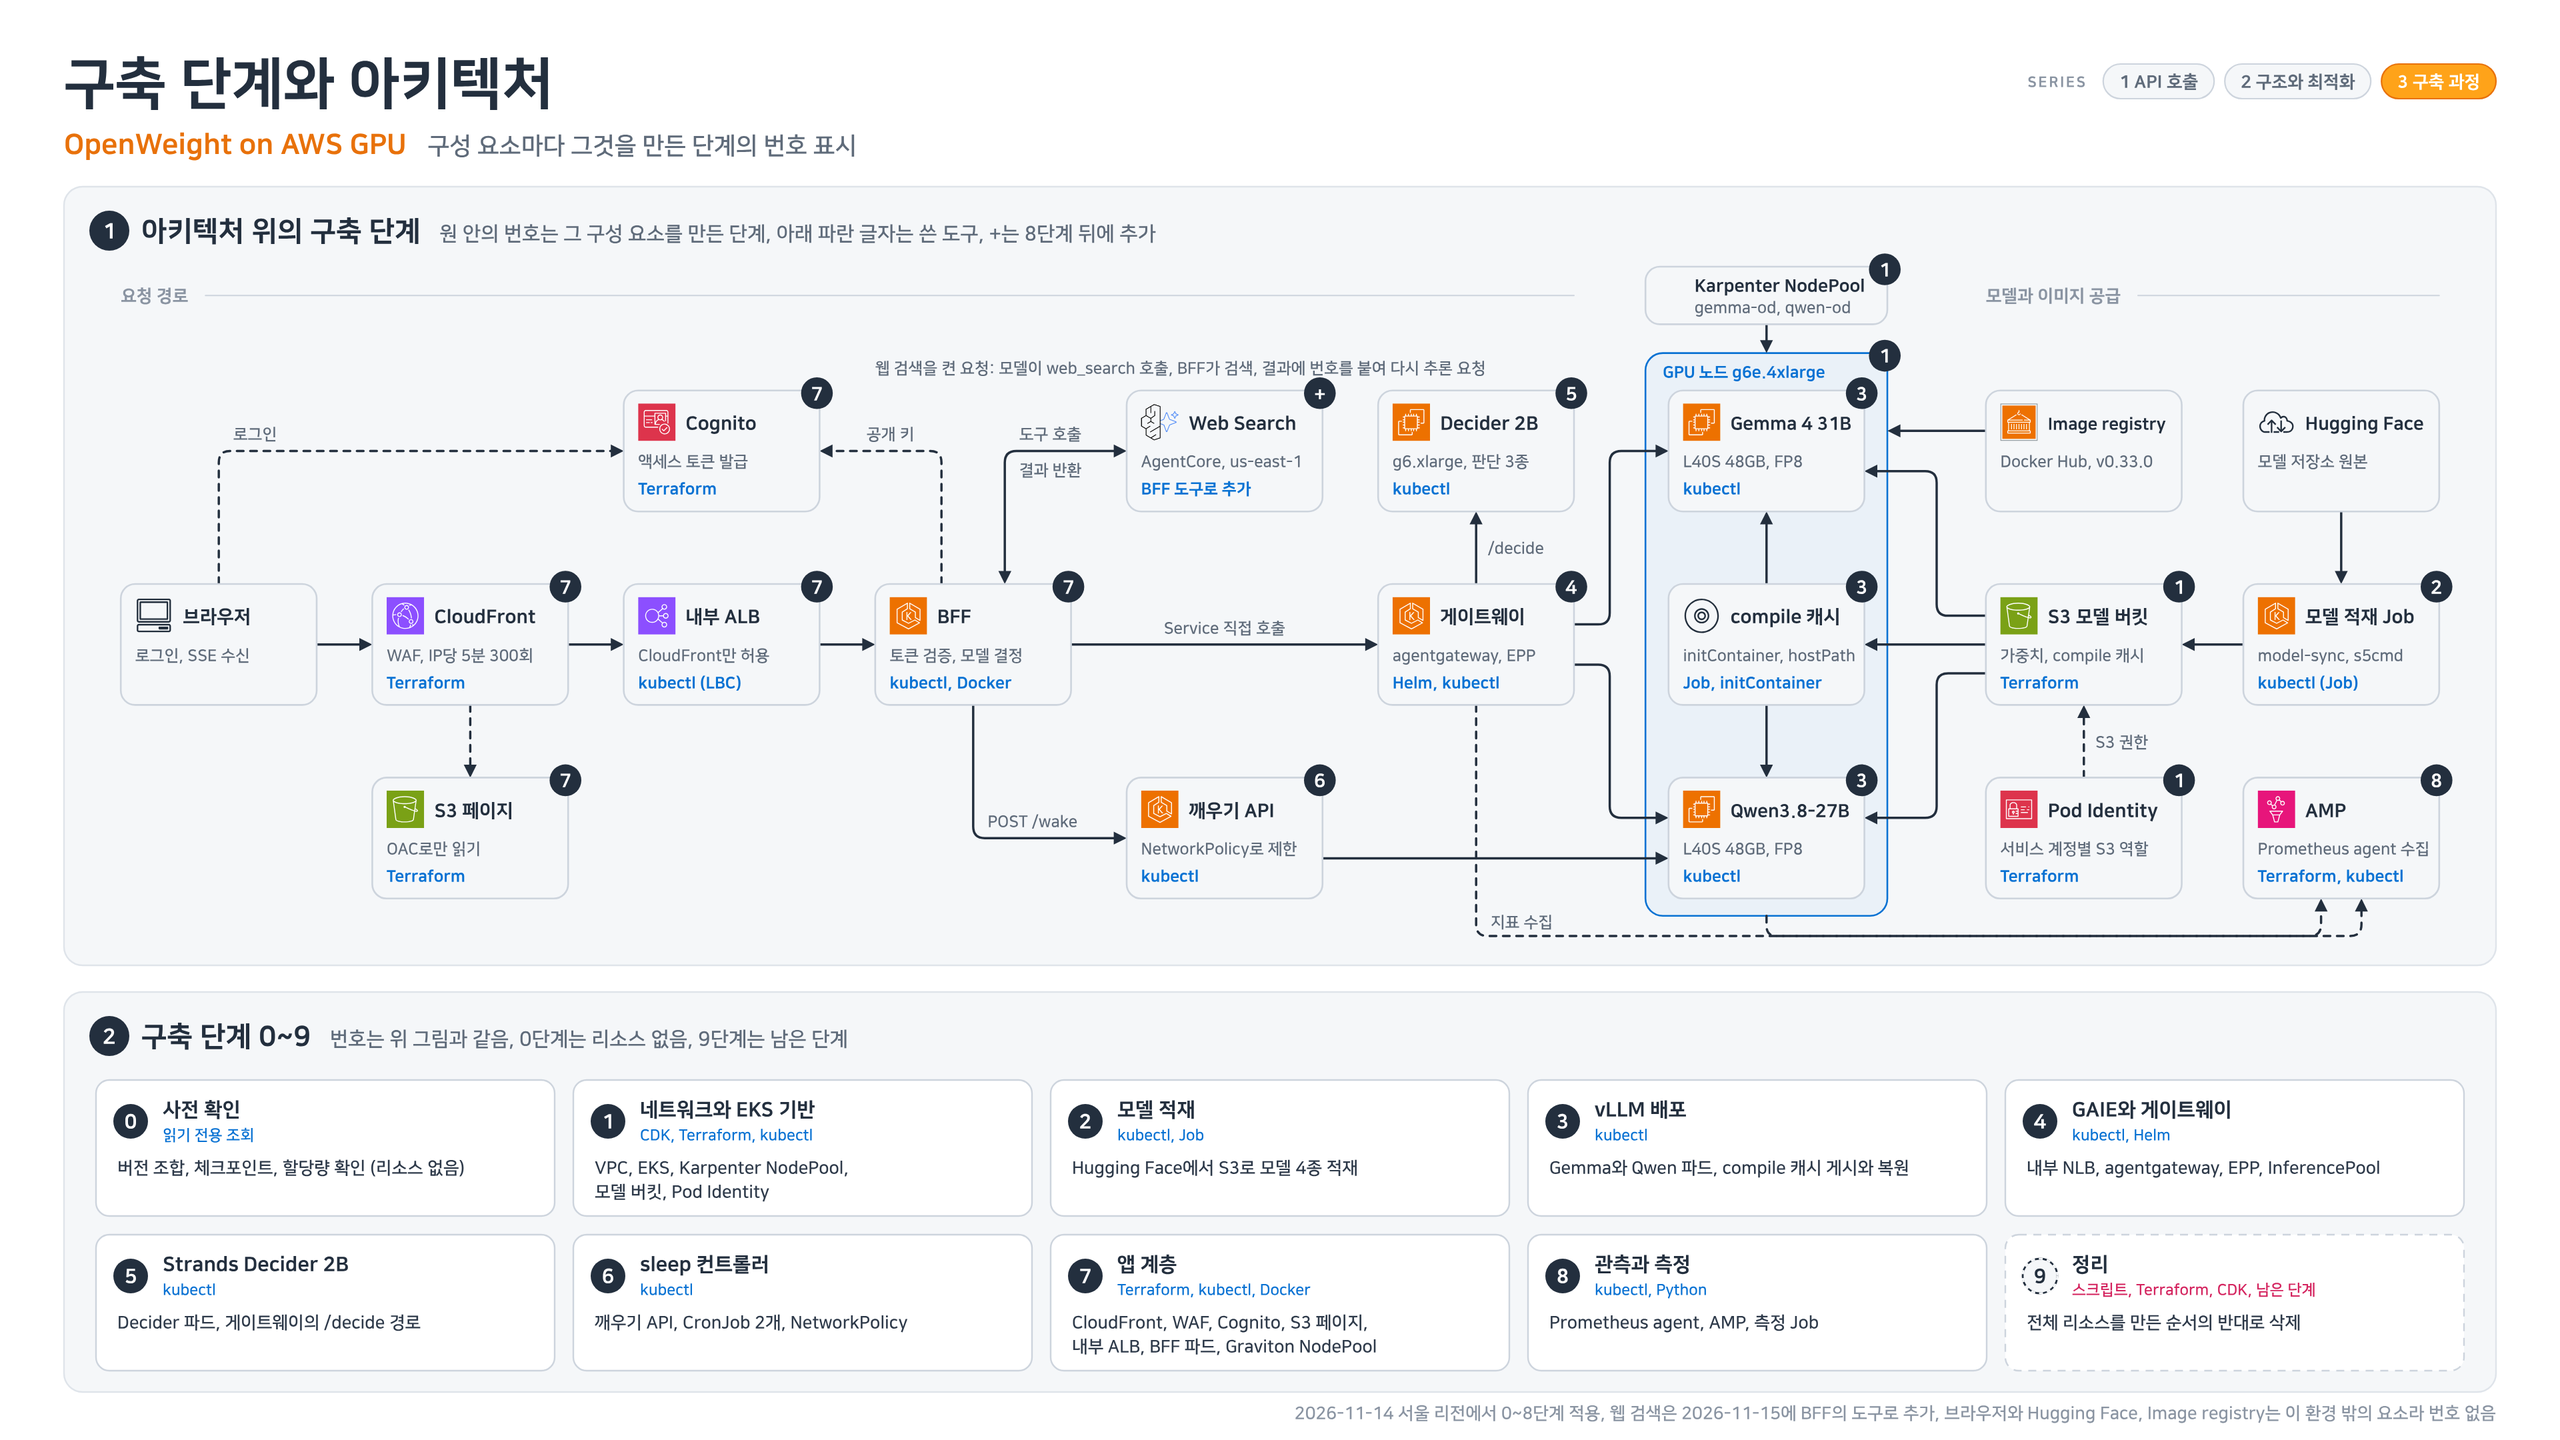 구축 단계와 아키텍처
SERIES
1 API 호출
2 구조와 최적화
3 구축 과정
OpenWeight on AWS GPU
구성 요소마다 그것을 만든 단계의 번호 표시
1
아키텍처 위의 구축 단계
원 안의 번호는 그 구성 요소를 만든 단계, 아래 파란 글자는 쓴 도구, +는 8단계 뒤에 추가
요청 경로
Karpenter NodePool
gemma-od, qwen-od
1
모델과 이미지 공급
웹 검색을 켠 요청: 모델이 web_search 호출, BFF가 검색, 결과에 번호를 붙여 다시 추론 요청
GPU 노드 g6e.4xlarge
1
로그인
Cognito
액세스 토큰 발급
Terraform
7
공개 키
도구 호출
결과 반환
Web Search
AgentCore, us-east-1
BFF 도구로 추가
+
Decider 2B
g6.xlarge, 판단 3종
kubectl
5
Gemma 4 31B
L40S 48GB, FP8
kubectl
3
Image registry
Docker Hub, v0.33.0
Hugging Face
모델 저장소 원본
/decide
브라우저
로그인, SSE 수신
CloudFront
WAF, IP당 5분 300회
Terraform
7
내부 ALB
CloudFront만 허용
kubectl (LBC)
7
BFF
토큰 검증, 모델 결정
kubectl, Docker
7
Service 직접 호출
게이트웨이
agentgateway, EPP
Helm, kubectl
4
compile 캐시
initContainer, hostPath
Job, initContainer
3
S3 모델 버킷
가중치, compile 캐시
Terraform
1
모델 적재 Job
model-sync, s5cmd
kubectl (Job)
2
S3 권한
S3 페이지
OAC로만 읽기
Terraform
7
POST /wake
깨우기 API
NetworkPolicy로 제한
kubectl
6
Qwen3.8-27B
L40S 48GB, FP8
kubectl
3
Pod Identity
서비스 계정별 S3 역할
Terraform
1
AMP
Prometheus agent 수집
Terraform, kubectl
8
지표 수집
2
구축 단계 0~9
번호는 위 그림과 같음, 0단계는 리소스 없음, 9단계는 남은 단계
0
사전 확인
읽기 전용 조회
버전 조합, 체크포인트, 할당량 확인 (리소스 없음)
1
네트워크와 EKS 기반
CDK, Terraform, kubectl
VPC, EKS, Karpenter NodePool,
모델 버킷, Pod Identity
2
모델 적재
kubectl, Job
Hugging Face에서 S3로 모델 4종 적재
3
vLLM 배포
kubectl
Gemma와 Qwen 파드, compile 캐시 게시와 복원
4
GAIE와 게이트웨이
kubectl, Helm
내부 NLB, agentgateway, EPP, InferencePool
5
Strands Decider 2B
kubectl
Decider 파드, 게이트웨이의 /decide 경로
6
sleep 컨트롤러
kubectl
깨우기 API, CronJob 2개, NetworkPolicy
7
앱 계층
Terraform, kubectl, Docker
CloudFront, WAF, Cognito, S3 페이지,
내부 ALB, BFF 파드, Graviton NodePool
8
관측과 측정
kubectl, Python
Prometheus agent, AMP, 측정 Job
9
정리
스크립트, Terraform, CDK, 남은 단계
전체 리소스를 만든 순서의 반대로 삭제
2026-11-14 서울 리전에서 0~8단계 적용, 웹 검색은 2026-11-15에 BFF의 도구로 추가, 브라우저와 Hugging Face, Image registry는 이 환경 밖의 요소라 번호 없음